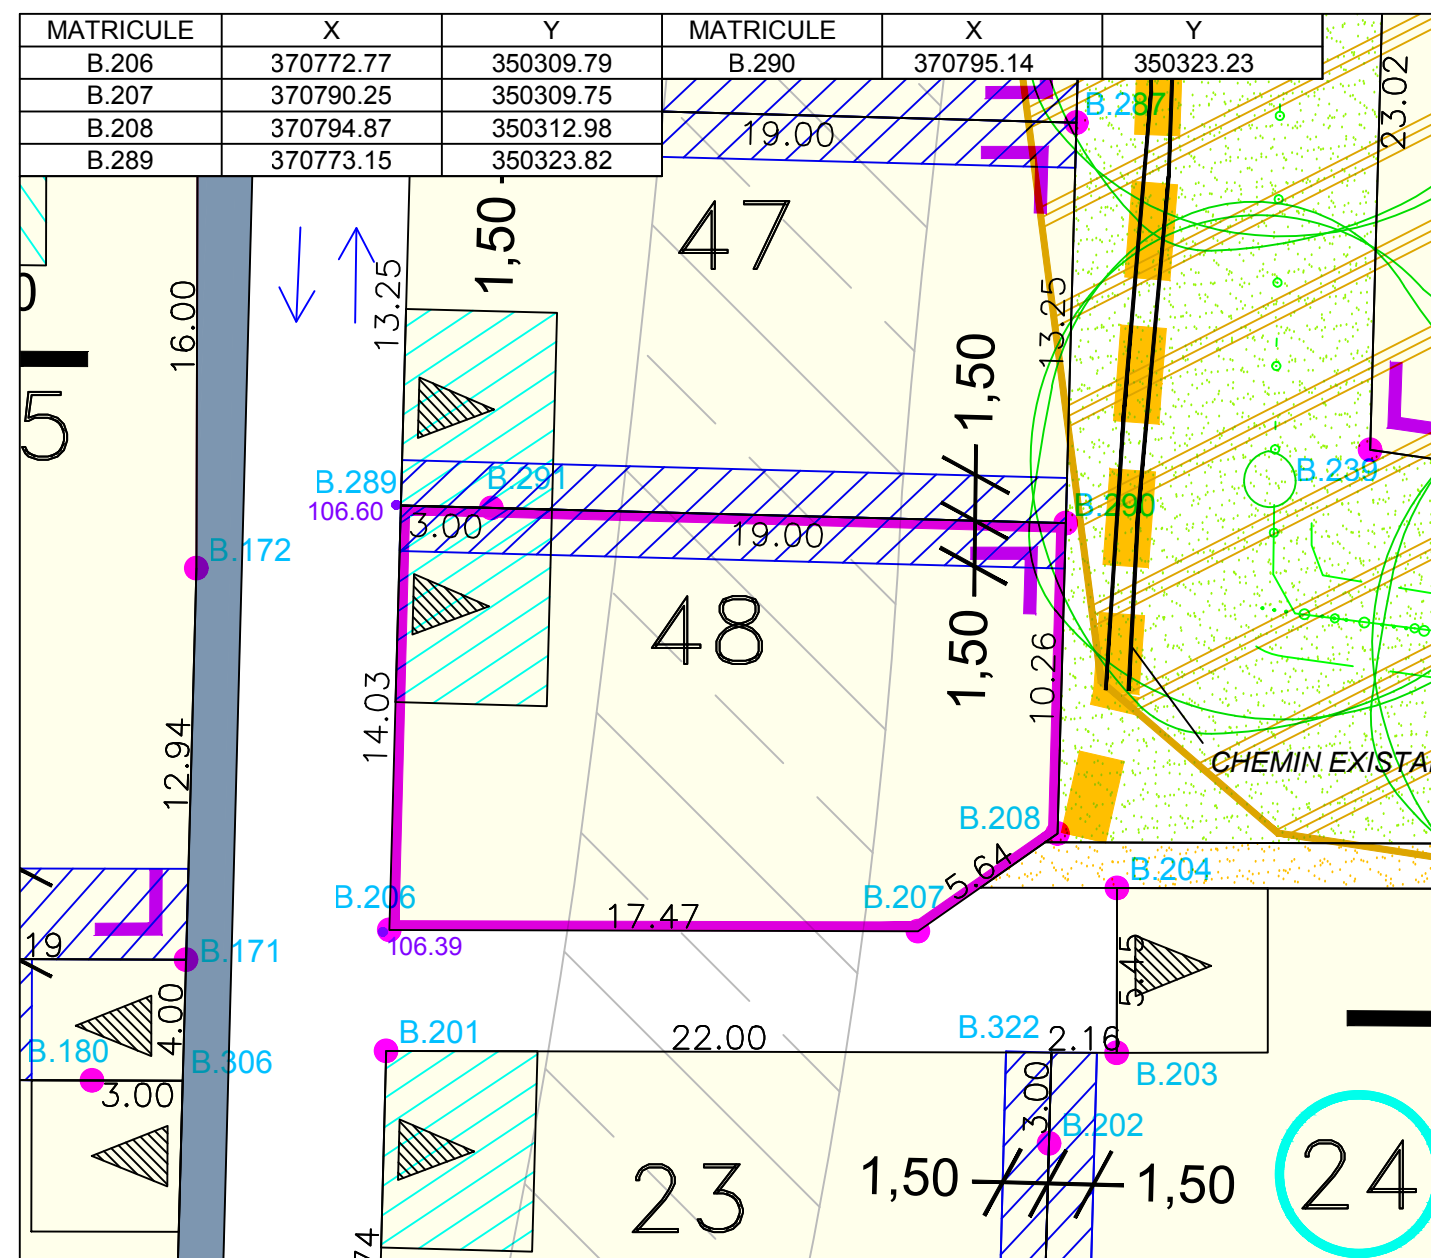 MATRICULE X Y MATRICULE X Y
B.206 370772.77 350309.79 B.290 370795.14 350323.23
B.207 370790.25 350309.75
B.208 370794.87 350312.98
B.289 370773.15 350323.82
B.287
19.00
23.02
47
1,50
13.25
16.00
13.25
1,50
5
B.289
B.291
106.60
3.00
19.00
B.290
B.239
B.172
48
1,50
10.26
14.03
12.94
CHEMIN EXISTA
B.208
5.64
B.204
B.206
B.207
17.47
106.39
19
B.171
5.45
4.00
B.201
22.00
B.322
2.16
B.180
B.306
B.203
3.00
3.00
B.202
1,50
1,50
23
24
74